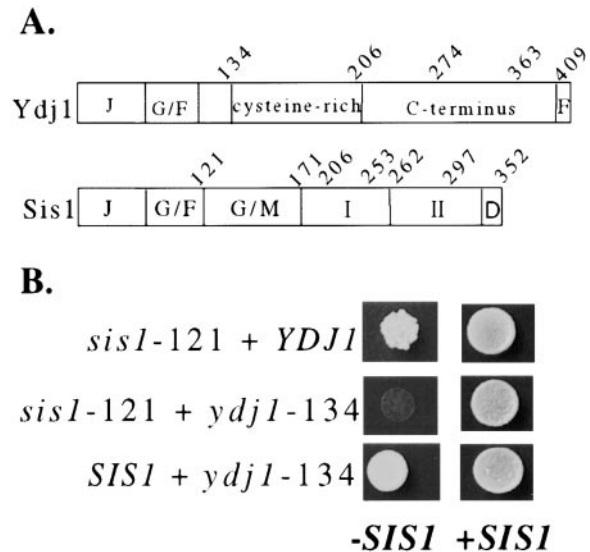 A.
134 206 274 363 409
Ydj1 J G/F cysteine-rich C-terminus F
121 171 206 253 262 297 352
Sis1 J G/F G/M I II D
B.
sis1-121 + YDJ1
sis1-121 + ydj1-134
SIS1 + ydj1-134
-SIS1 +SIS1